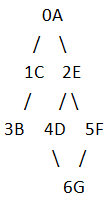 0A
/ \
1C 2E
/ / \
3B 4D 5F
\ /
6G